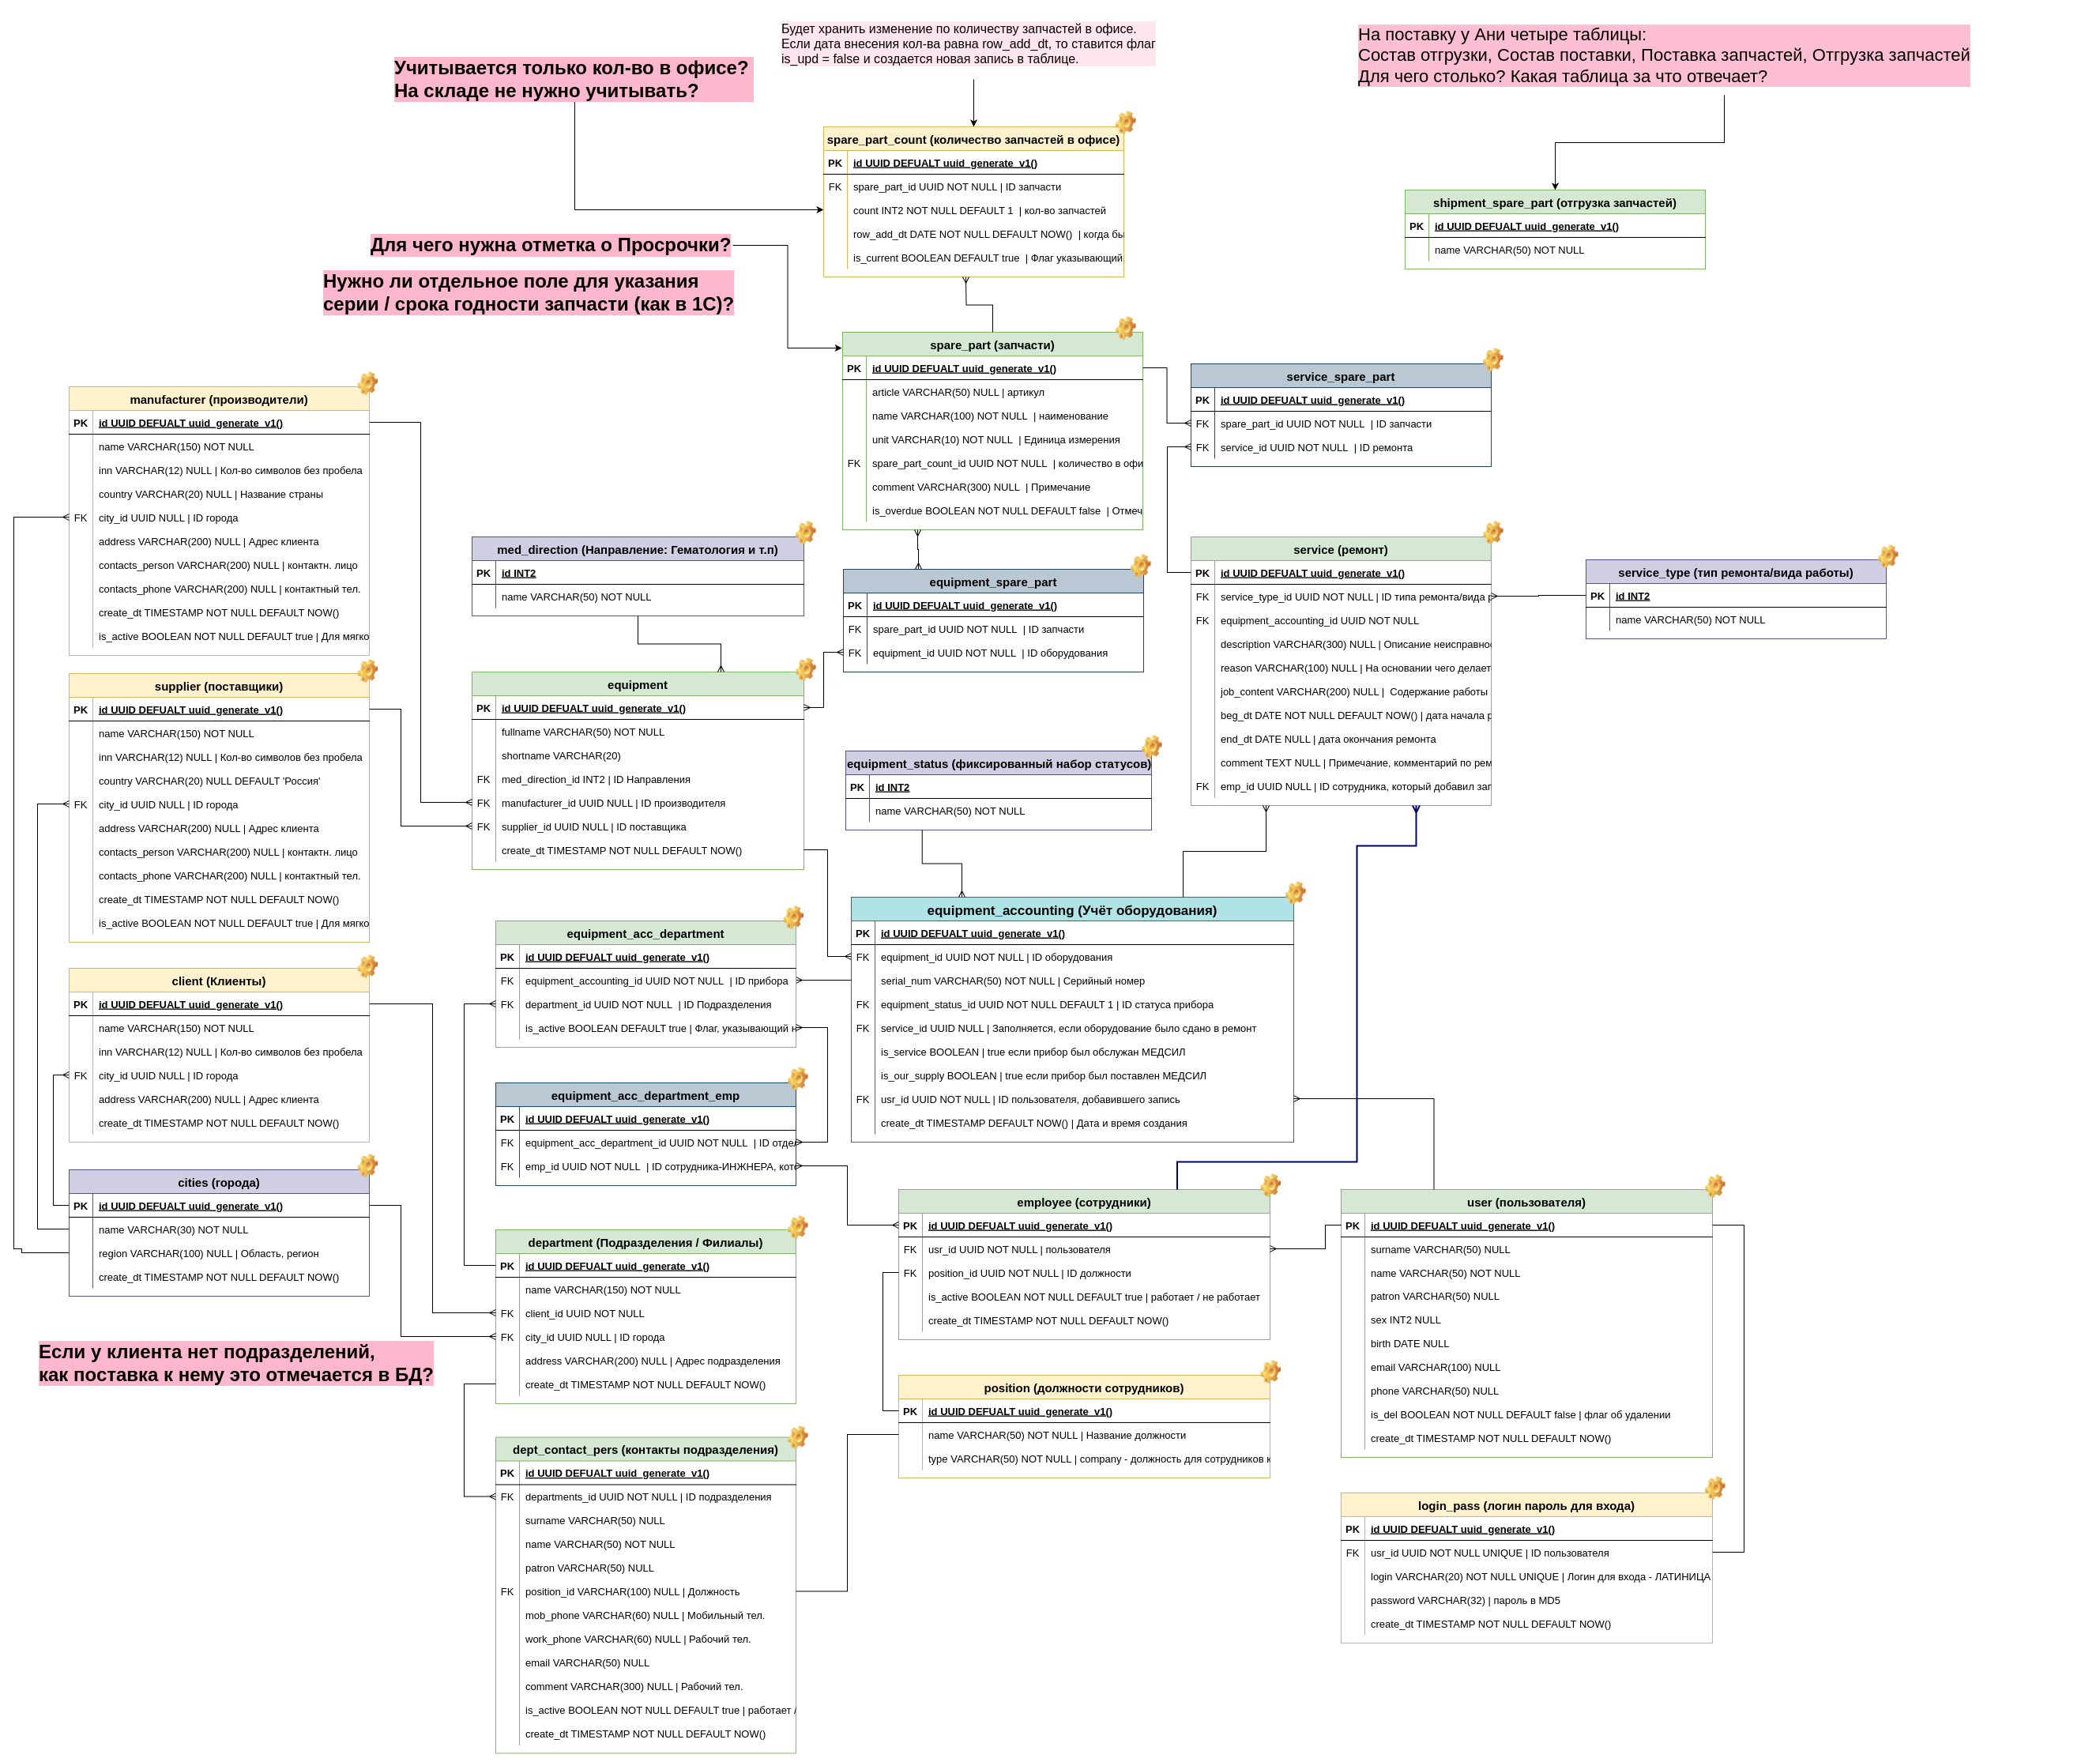 Будет хранить изменение по количеству запчастей в офисе.
Если дата внесения кол-ва равна row_add_dt, то ставится флаг
is_upd = false и создается новая запись в таблице.
На поставку у Ани четыре таблицы:
Состав отгрузки, Состав поставки, Поставка запчастей, Отгрузка запчастей
Для чего столько? Какая таблица за что отвечает?
Учитывается только кол-во в офисе?
На складе не нужно учитывать?
spare_part_count (количество запчастей в офисе)
PK id UUID DEFUALT uuid_generate_v1()
FK spare_part_id UUID NOT NULL | ID запчасти
count INT2 NOT NULL DEFAULT 1 | кол-во запчастей
row_add_dt DATE NOT NULL DEFAULT NOW() | когда бы
is_current BOOLEAN DEFAULT true | Флаг указывающий
shipment_spare_part (отгрузка запчастей)
PK id UUID DEFUALT uuid_generate_v1()
name VARCHAR(50) NOT NULL
Для чего нужна отметка о Просрочки?
Нужно ли отдельное поле для указания
серии / срока годности запчасти (как в 1С)?
spare_part (запчасти)
PK id UUID DEFUALT uuid_generate_v1()
article VARCHAR(50) NULL | артикул
name VARCHAR(100) NOT NULL | наименование
unit VARCHAR(10) NOT NULL | Единица измерения
FK spare_part_count_id UUID NOT NULL | количество в офи
comment VARCHAR(300) NULL | Примечание
is_overdue BOOLEAN NOT NULL DEFAULT false | Отмеч
service_spare_part
PK id UUID DEFUALT uuid_generate_v1()
FK spare_part_id UUID NOT NULL | ID запчасти
FK service_id UUID NOT NULL | ID ремонта
manufacturer (производители)
PK id UUID DEFUALT uuid_generate_v1()
name VARCHAR(150) NOT NULL
inn VARCHAR(12) NULL | Кол-во символов без пробела
country VARCHAR(20) NULL | Название страны
FK city_id UUID NULL | ID города
address VARCHAR(200) NULL | Адрес клиента
contacts_person VARCHAR(200) NULL | контактн. лицо
contacts_phone VARCHAR(200) NULL | контактный тел.
create_dt TIMESTAMP NOT NULL DEFAULT NOW()
is_active BOOLEAN NOT NULL DEFAULT true | Для мягко
med_direction (Направление: Гематология и т.п)
PK id INT2
name VARCHAR(50) NOT NULL
equipment_spare_part
PK id UUID DEFUALT uuid_generate_v1()
FK spare_part_id UUID NOT NULL | ID запчасти
FK equipment_id UUID NOT NULL | ID оборудования
service (ремонт)
PK id UUID DEFUALT uuid_generate_v1()
FK service_type_id UUID NOT NULL | ID типа ремонта/вида р
FK equipment_accounting_id UUID NOT NULL
description VARCHAR(300) NULL | Описание неисправно
reason VARCHAR(100) NULL | На основании чего делает
job_content VARCHAR(200) NULL | Содержание работы
beg_dt DATE NOT NULL DEFAULT NOW() | дата начала р
end_dt DATE NULL | дата окончания ремонта
comment TEXT NULL | Примечание, комментарий по рем
FK emp_id UUID NULL | ID сотрудника, который добавил зап
service_type (тип ремонта/вида работы)
PK id INT2
name VARCHAR(50) NOT NULL
supplier (поставщики)
PK id UUID DEFUALT uuid_generate_v1()
name VARCHAR(150) NOT NULL
inn VARCHAR(12) NULL | Кол-во символов без пробела
country VARCHAR(20) NULL DEFAULT 'Россия'
FK city_id UUID NULL | ID города
address VARCHAR(200) NULL | Адрес клиента
contacts_person VARCHAR(200) NULL | контактн. лицо
contacts_phone VARCHAR(200) NULL | контактный тел.
create_dt TIMESTAMP NOT NULL DEFAULT NOW()
is_active BOOLEAN NOT NULL DEFAULT true | Для мягко
equipment
PK id UUID DEFUALT uuid_generate_v1()
fullname VARCHAR(50) NOT NULL
shortname VARCHAR(20)
FK med_direction_id INT2 | ID Направления
FK manufacturer_id UUID NULL | ID производителя
FK supplier_id UUID NULL | ID поставщика
create_dt TIMESTAMP NOT NULL DEFAULT NOW()
equipment_status (фиксированный набор статусов)
PK id INT2
name VARCHAR(50) NOT NULL
equipment_accounting (Учёт оборудования)
PK id UUID DEFUALT uuid_generate_v1()
FK equipment_id UUID NOT NULL | ID оборудования
serial_num VARCHAR(50) NOT NULL | Серийный номер
FK equipment_status_id UUID NOT NULL DEFAULT 1 | ID статуса прибора
FK service_id UUID NULL | Заполняется, если оборудование было сдано в ремонт
is_service BOOLEAN | true если прибор был обслужан МЕДСИЛ
is_our_supply BOOLEAN | true если прибор был поставлен МЕДСИЛ
FK usr_id UUID NOT NULL | ID пользователя, добавившего запись
create_dt TIMESTAMP DEFAULT NOW() | Дата и время создания
equipment_acc_department
PK id UUID DEFUALT uuid_generate_v1()
FK equipment_accounting_id UUID NOT NULL | ID прибора
FK department_id UUID NOT NULL | ID Подразделения
is_active BOOLEAN DEFAULT true | Флаг, указывающий н
client (Клиенты)
PK id UUID DEFUALT uuid_generate_v1()
name VARCHAR(150) NOT NULL
inn VARCHAR(12) NULL | Кол-во символов без пробела
FK city_id UUID NULL | ID города
address VARCHAR(200) NULL | Адрес клиента
create_dt TIMESTAMP NOT NULL DEFAULT NOW()
equipment_acc_department_emp
PK id UUID DEFUALT uuid_generate_v1()
FK equipment_acc_department_id UUID NOT NULL | ID отдел
FK emp_id UUID NOT NULL | ID сотрудника-ИНЖНЕРА, кото
cities (города)
PK id UUID DEFUALT uuid_generate_v1()
name VARCHAR(30) NOT NULL
region VARCHAR(100) NULL | Область, регион
create_dt TIMESTAMP NOT NULL DEFAULT NOW()
Если у клиента нет подразделений,
как поставка к нему это отмечается в БД?
department (Подразделения / Филиалы)
PK id UUID DEFUALT uuid_generate_v1()
name VARCHAR(150) NOT NULL
FK client_id UUID NOT NULL
FK city_id UUID NULL | ID города
address VARCHAR(200) NULL | Адрес подразделения
create_dt TIMESTAMP NOT NULL DEFAULT NOW()
employee (сотрудники)
PK id UUID DEFUALT uuid_generate_v1()
FK usr_id UUID NOT NULL | пользователя
FK position_id UUID NOT NULL | ID должности
is_active BOOLEAN NOT NULL DEFAULT true | работает / не работает
create_dt TIMESTAMP NOT NULL DEFAULT NOW()
user (пользователя)
PK id UUID DEFUALT uuid_generate_v1()
surname VARCHAR(50) NULL
name VARCHAR(50) NOT NULL
patron VARCHAR(50) NULL
sex INT2 NULL
birth DATE NULL
email VARCHAR(100) NULL
phone VARCHAR(50) NULL
is_del BOOLEAN NOT NULL DEFAULT false | флаг об удалении
create_dt TIMESTAMP NOT NULL DEFAULT NOW()
position (должности сотрудников)
PK id UUID DEFUALT uuid_generate_v1()
name VARCHAR(50) NOT NULL | Название должности
type VARCHAR(50) NOT NULL | company - должность для сотрудников к
dept_contact_pers (контакты подразделения)
PK id UUID DEFUALT uuid_generate_v1()
FK departments_id UUID NOT NULL | ID подразделения
surname VARCHAR(50) NULL
name VARCHAR(50) NOT NULL
patron VARCHAR(50) NULL
FK position_id VARCHAR(100) NULL | Должность
mob_phone VARCHAR(60) NULL | Мобильный тел.
work_phone VARCHAR(60) NULL | Рабочий тел.
email VARCHAR(50) NULL
comment VARCHAR(300) NULL | Рабочий тел.
is_active BOOLEAN NOT NULL DEFAULT true | работает /
create_dt TIMESTAMP NOT NULL DEFAULT NOW()
login_pass (логин пароль для входа)
PK id UUID DEFUALT uuid_generate_v1()
FK usr_id UUID NOT NULL UNIQUE | ID пользователя
login VARCHAR(20) NOT NULL UNIQUE | Логин для входа - ЛАТИНИЦА
password VARCHAR(32) | пароль в MD5
create_dt TIMESTAMP NOT NULL DEFAULT NOW()